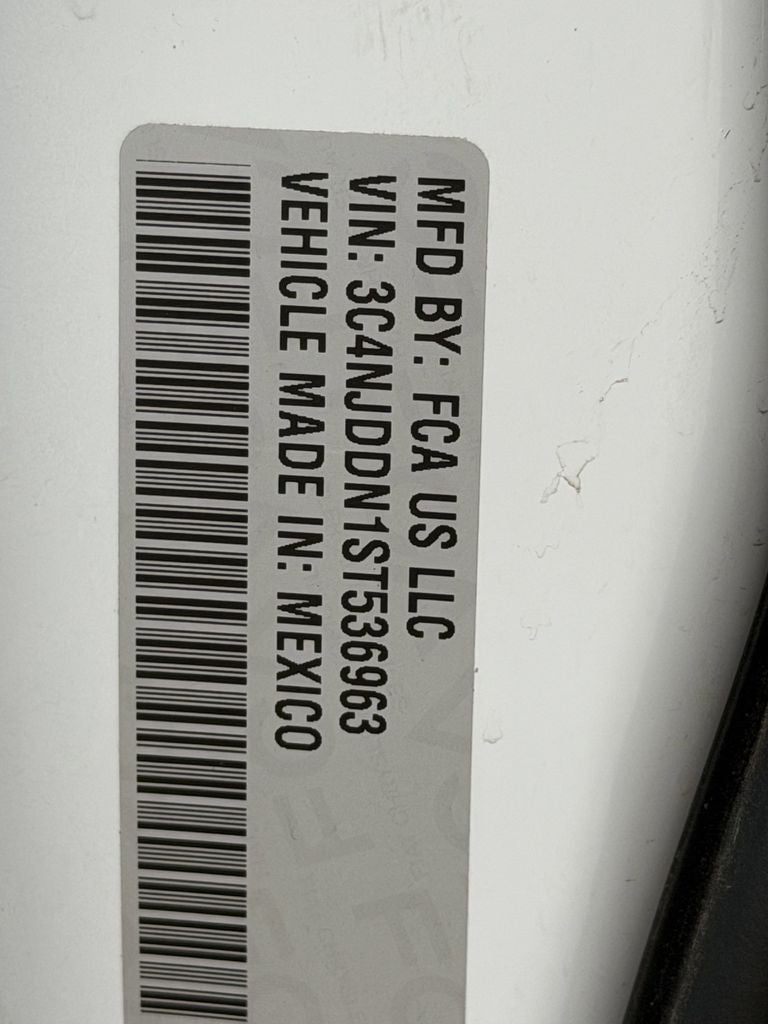 MFD BY: FCA US LLC
VIN: 3C4NJDDN1ST536963
VEHICLE MADE IN: MEXICO